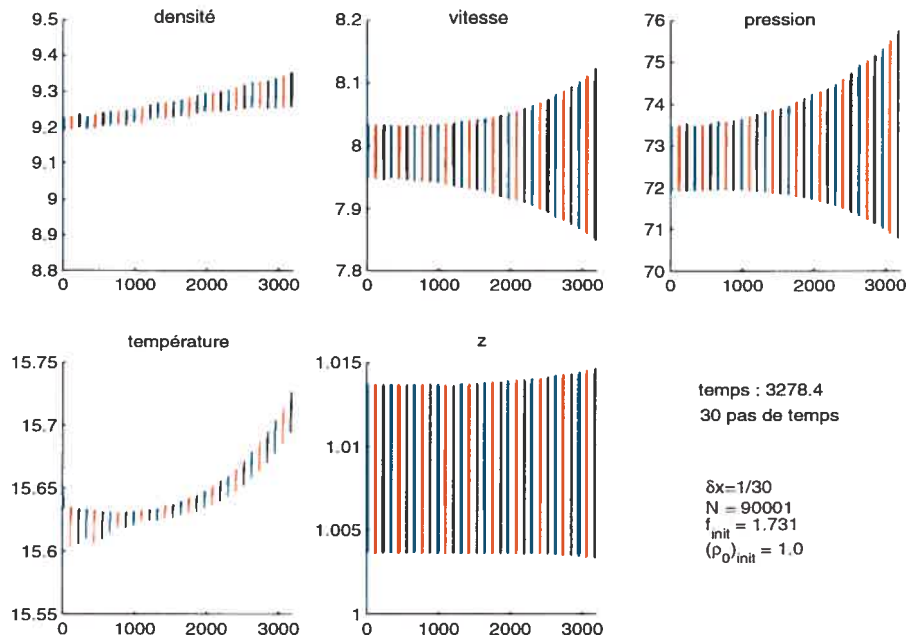 densité
9.5
9.4
9.3
9.2
9.1
9
8.9
8.8
0 1000 2000 3000
vitesse
8.2
8.1
8
7.9
7.8
0 1000 2000 3000
pression
76
75
74
73
72
71
70
0 1000 2000 3000
température
15.75
15.7
15.65
15.6
15.55
0 1000 2000 3000
z
1.015
1.01
1.005
1
0 1000 2000 3000
temps : 3278.4
30 pas de temps
δx=1/30
N = 90001
f_init = 1.731
(ρ_0)_init = 1.0